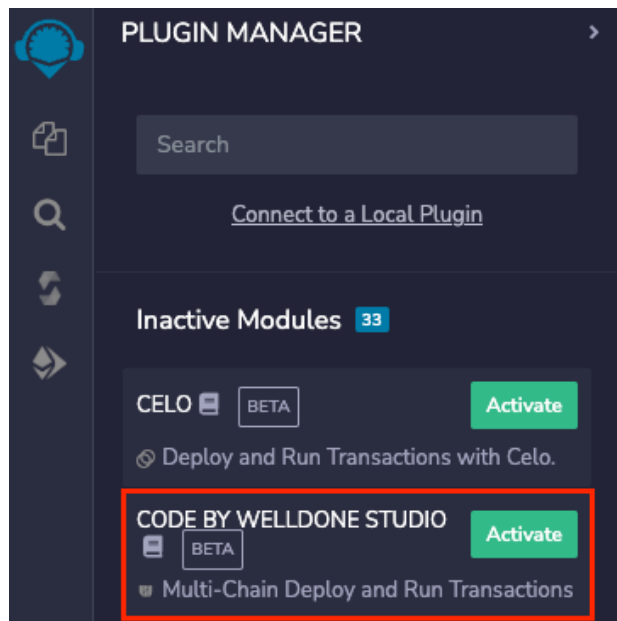 PLUGIN MANAGER
Search
Connect to a Local Plugin
Inactive Modules 33
CELO BETA Activate
Deploy and Run Transactions with Celo.
CODE BY WELLDONE STUDIO
BETA Activate
Multi-Chain Deploy and Run Transactions